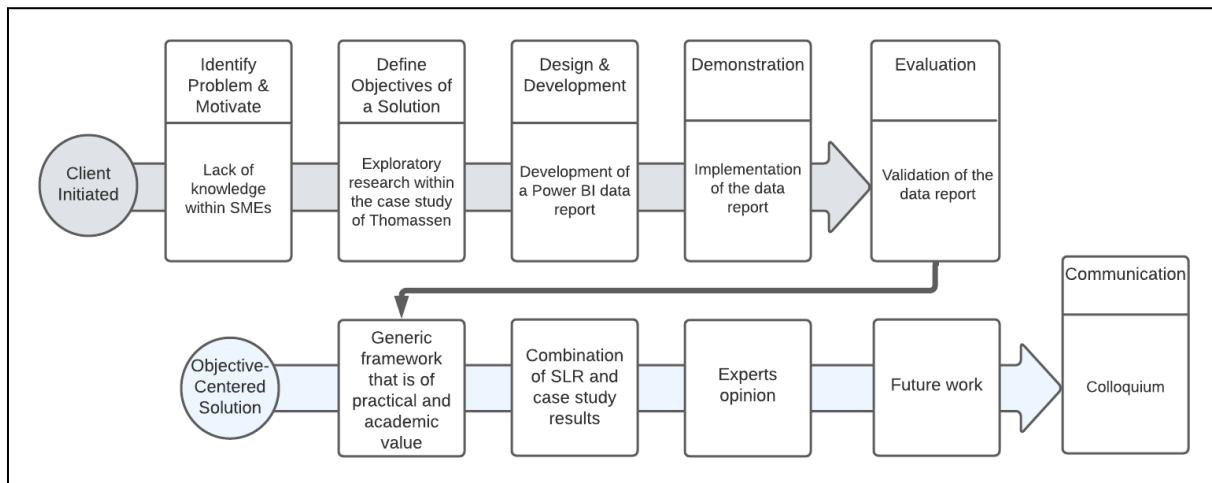 Client
Initiated
Identify
Problem &
Motivate
Lack of
knowledge
within SMEs
Define
Objectives of
a Solution
Exploratory
research within
the case study
of Thomassen
Design &
Development
Development of
a Power BI data
report
Demonstration
Implementation
of the data
report
Evaluation
Validation of the
data report
Objective-
Centered
Solution
Generic
framework
that is of
practical and
academic
value
Combination
of SLR and
case study
results
Experts
opinion
Future work
Communication
Colloquium